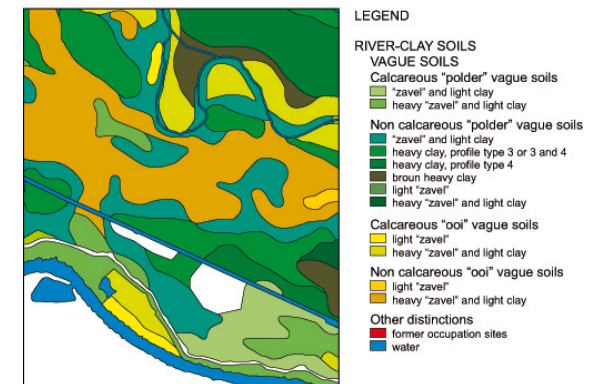 LEGEND
RIVER-CLAY SOILS
VAGUE SOILS
Calcareous “polder” vague soils
“zavel” and light clay
heavy “zavel” and light clay
Non calcareous “polder” vague soils
“zavel” and light clay
heavy clay, profile type 3 or 3 and 4
heavy clay, profile type 4
broun heavy clay
light “zavel”
heavy “zavel” and light clay
Calcareous “ooi” vague soils
light “zavel”
heavy “zavel” and light clay
Non calcareous “ooi” vague soils
light “zavel”
heavy “zavel” and light clay
Other distinctions
former occupation sites
water